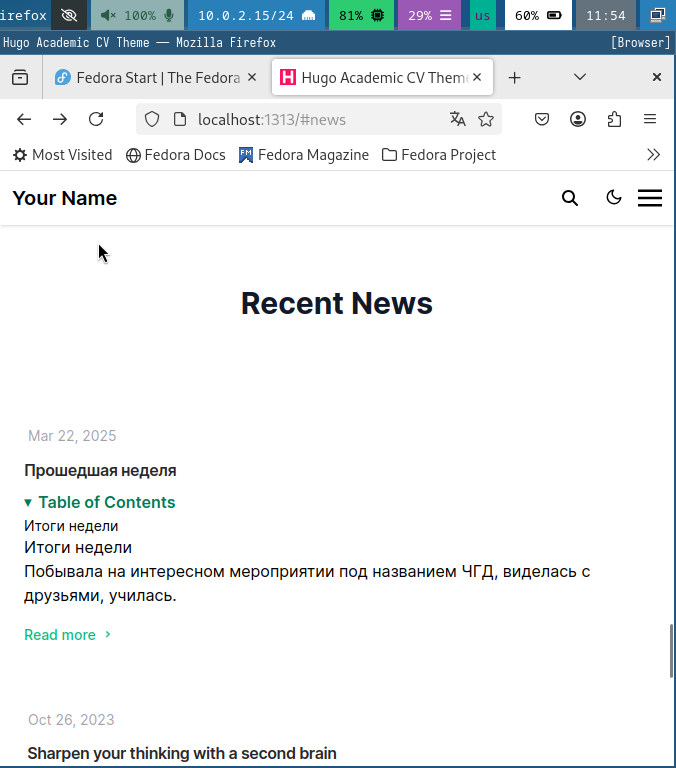 irefox 100% 10.0.2.15/24 81% 29% us 60% 11:54
Hugo Academic CV Theme — Mozilla Firefox [Browser]
Fedora Start | The Fedora Hugo Academic CV Them
localhost:1313/#news
Most Visited Fedora Docs Fedora Magazine Fedora Project
Your Name
Recent News
Mar 22, 2025
Прошедшая неделя
Table of Contents
Итоги недели
Итоги недели
Побывала на интересном мероприятии под названием ЧГД, виделась с
друзьями, училась.
Read more
Oct 26, 2023
Sharpen your thinking with a second brain